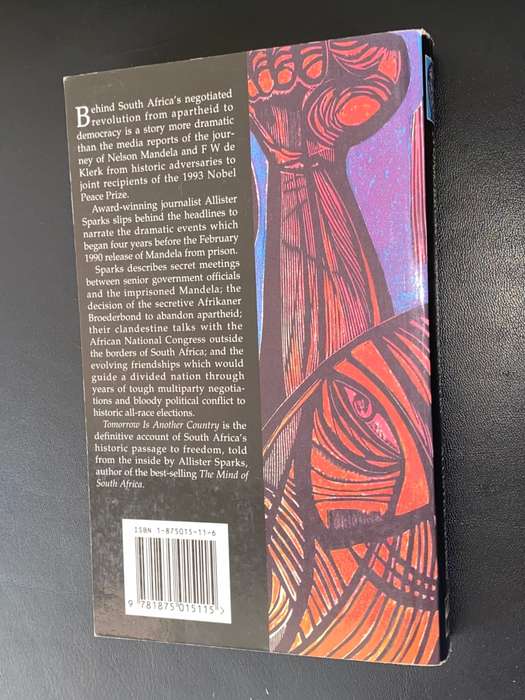 Behind South Africa's negotiated
revolution from apartheid to
democracy is a story more dramatic
than the media reports of the jour-
ney of Nelson Mandela and F W de
Klerk from historic adversaries to
joint recipients of the 1993 Nobel
Peace Prize.
Award-winning journalist Allister
Sparks slips behind the headlines to
narrate the dramatic events which
began four years before the February
1990 release of Mandela from prison.
Sparks describes secret meetings
between senior government officials
and the imprisoned Mandela; the
decision of the secretive Afrikaner
Broederbond to abandon apartheid;
their clandestine talks with the
African National Congress outside
the borders of South Africa; and the
evolving friendships which would
guide a divided nation through
years of tough multiparty negotia-
tions and bloody political conflict to
historic all-race elections.
Tomorrow Is Another Country is the
definitive account of South Africa's
historic passage to freedom, told
from the inside by Allister Sparks,
author of the best-selling The Mind of
South Africa.
ISBN 1-875015-11-6
9 781875 015115 >